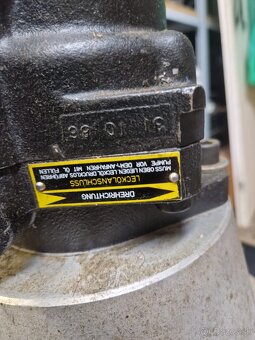 DREHRICHTUNG
LECKÖLANSCHLUSS
MUSS OBEN LIEGEN LECKÖL DRUCKLOS ABFÜHREN
PUMPE VOR DEM ANFAHREN MIT ÖL FÜLLEN